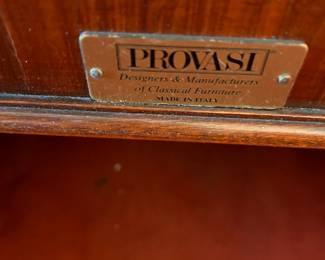 PROVASI
Designers & Manufacturers
of Classical Furniture
MADE IN ITALY